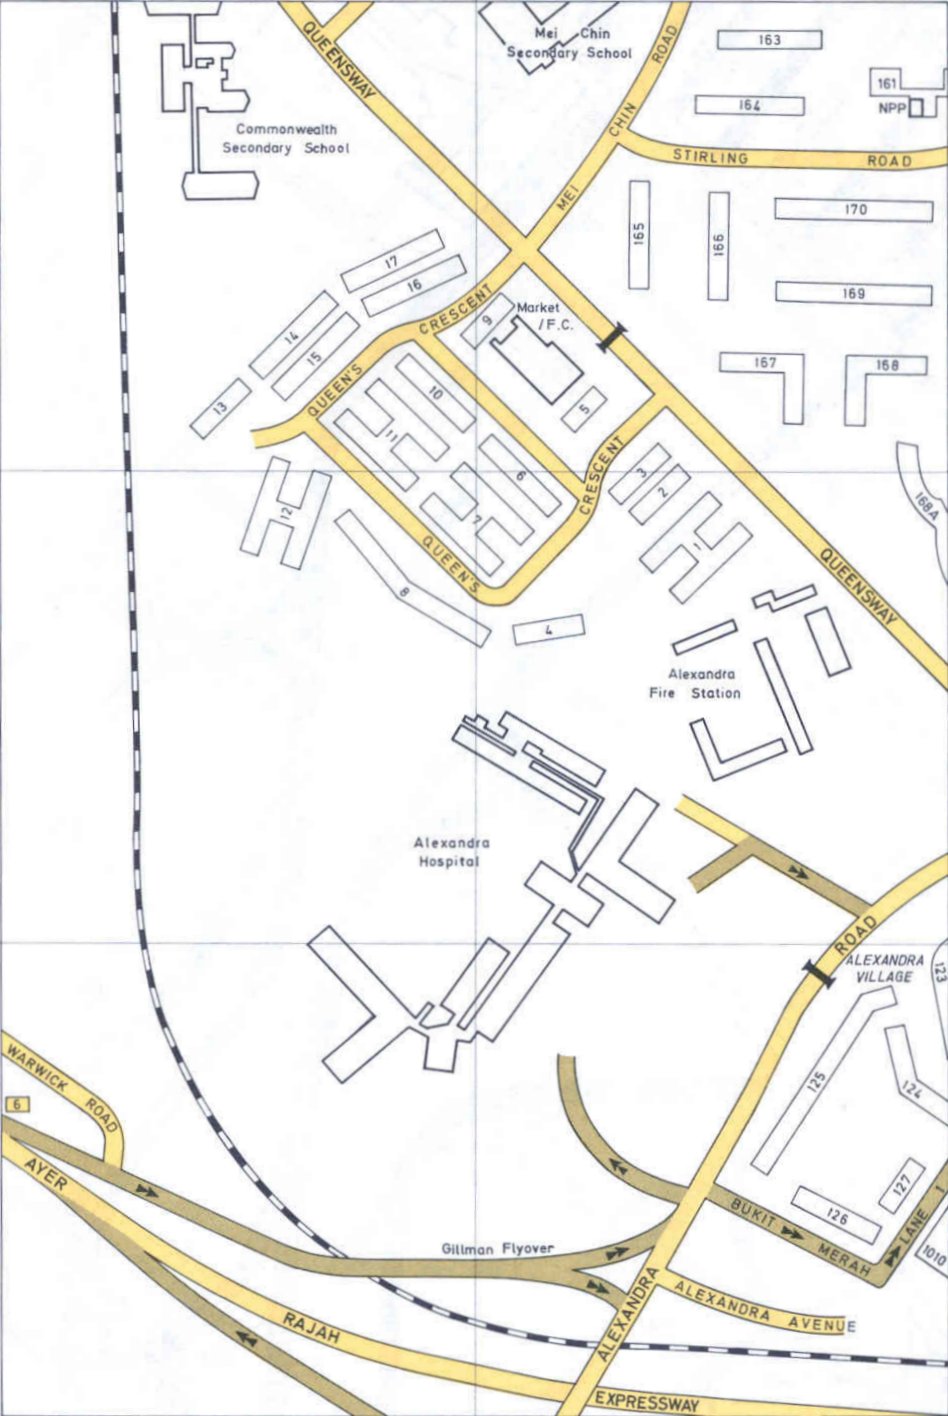 QUEENSWAY
Mei Chin
Secondary School
MEI CHIN ROAD
163
164
161
NPP
Commonwealth
Secondary School
STIRLING ROAD
165
166
170
169
167
168
168A
17
16
14
15
13
QUEEN'S CRESCENT
9
Market
/F.C.
5
10
11
6
7
12
8
QUEEN'S CRESCENT
3
2
1
4
QUEENSWAY
Alexandra
Fire Station
Alexandra
Hospital
ALEXANDRA ROAD
ALEXANDRA
VILLAGE
123
125
124
127
126
1010
WARWICK ROAD
6
AYER RAJAH EXPRESSWAY
Gillman Flyover
BUKIT MERAH LANE 1
ALEXANDRA AVENUE